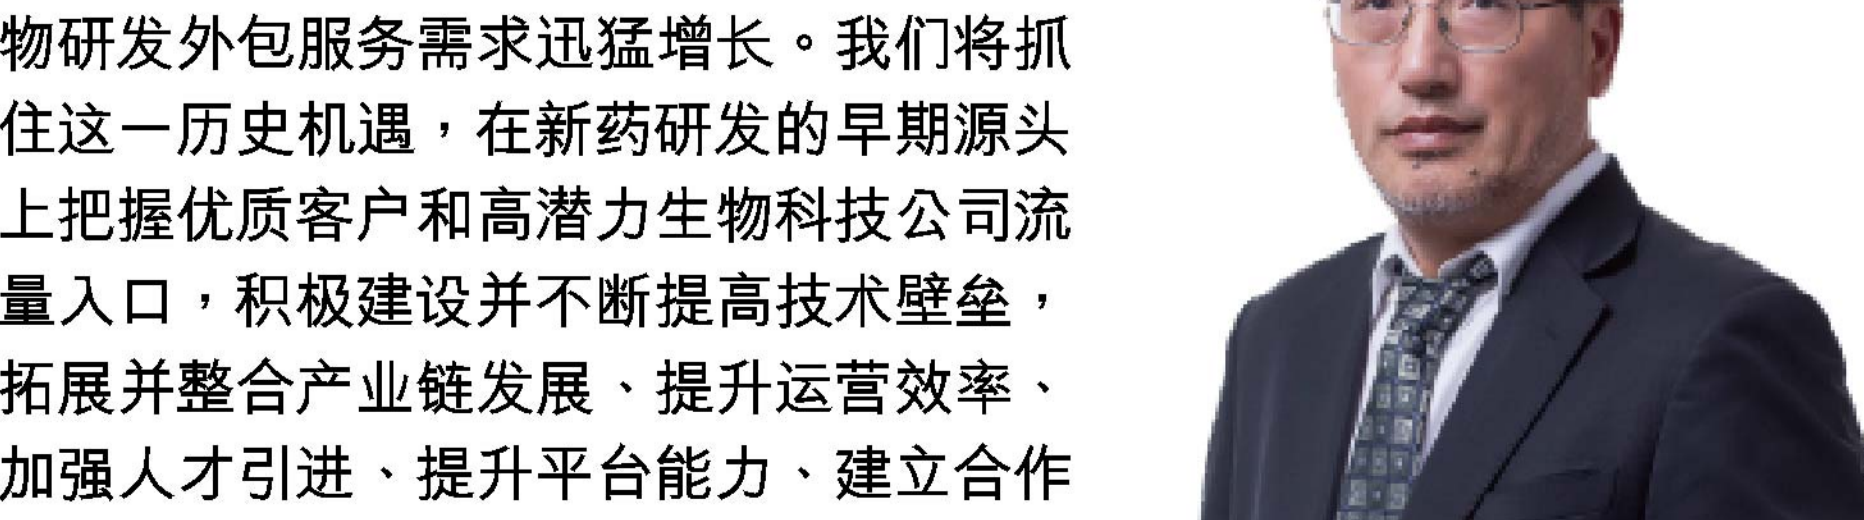 物研发外包服务需求迅猛增长。我们将抓
住这一历史机遇，在新药研发的早期源头
上把握优质客户和高潜力生物科技公司流
量入口，积极建设并不断提高技术壁垒，
拓展并整合产业链发展、提升运营效率、
加强人才引进、提升平台能力、建立合作